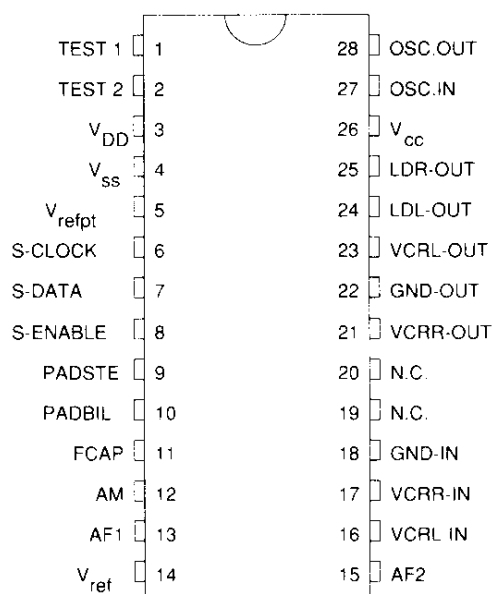 TEST 1 1 28 OSC.OUT
TEST 2 2 27 OSC.IN
VDD 3 26 Vcc
Vss 4 25 LDR-OUT
Vrefpt 5 24 LDL-OUT
S-CLOCK 6 23 VCRL-OUT
S-DATA 7 22 GND-OUT
S-ENABLE 8 21 VCRR-OUT
PADSTE 9 20 N.C.
PADBIL 10 19 N.C.
FCAP 11 18 GND-IN
AM 12 17 VCRR-IN
AF1 13 16 VCRL IN
Vref 14 15 AF2